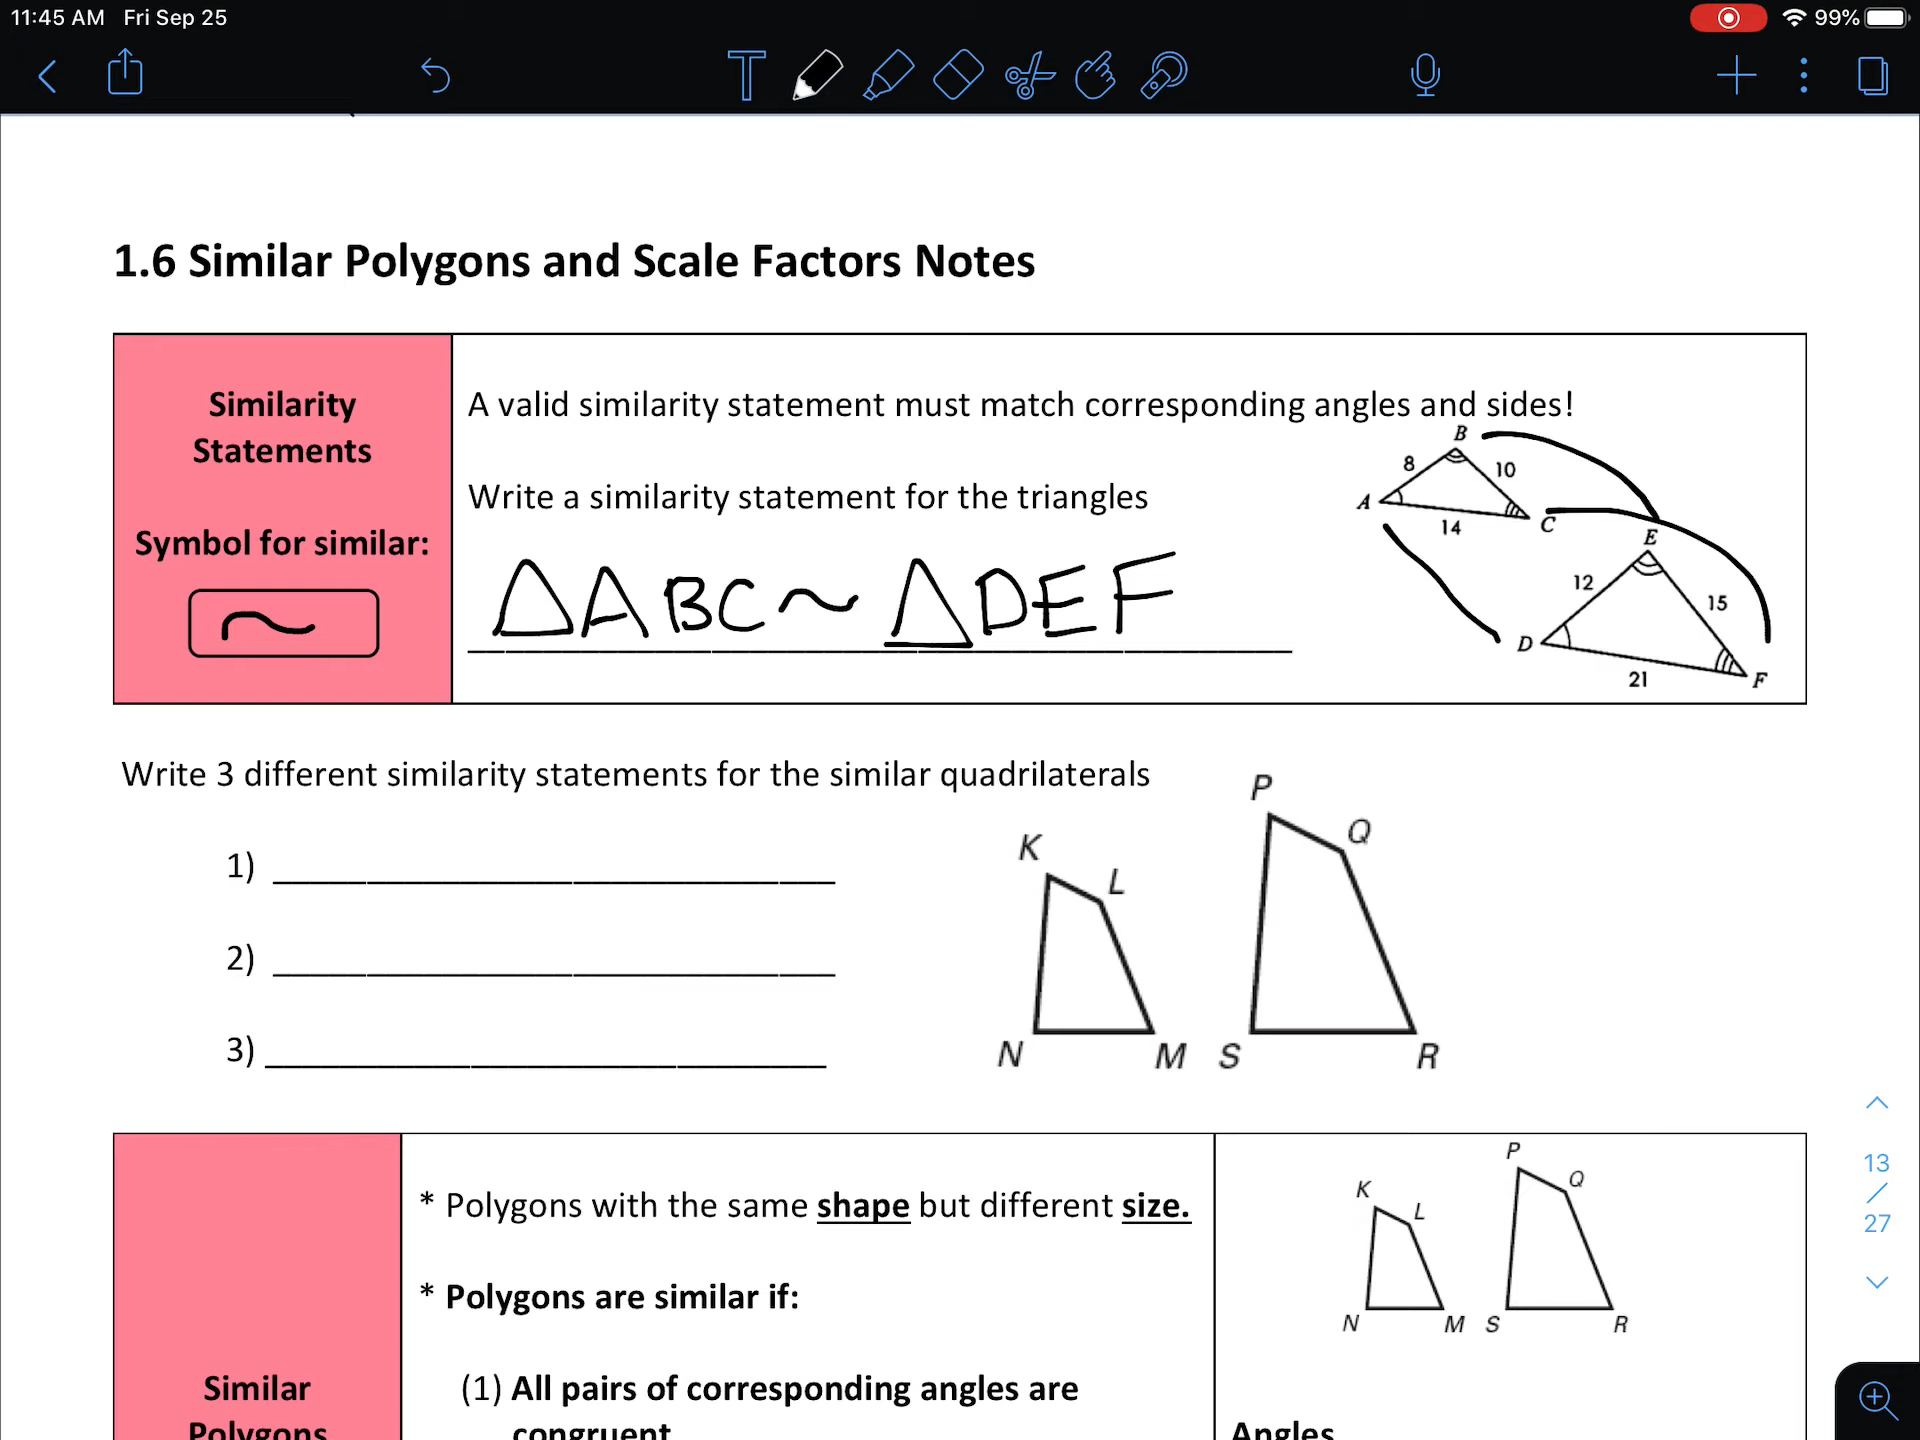 11:45 AM Fri Sep 25 99%
T
1.6 Similar Polygons and Scale Factors Notes
Similarity
Statements
Symbol for similar:
~
A valid similarity statement must match corresponding angles and sides!
Write a similarity statement for the triangles
△ABC ~ △DEF
B
8
10
A
14
C
E
12
15
D
21
F
Write 3 different similarity statements for the similar quadrilaterals
1)
2)
3)
P
K
Q
L
N M S R
13
/
27
Similar
Polygons
* Polygons with the same shape but different size.
* Polygons are similar if:
(1) All pairs of corresponding angles are
congruent
P
K
Q
L
N M S R
Angles